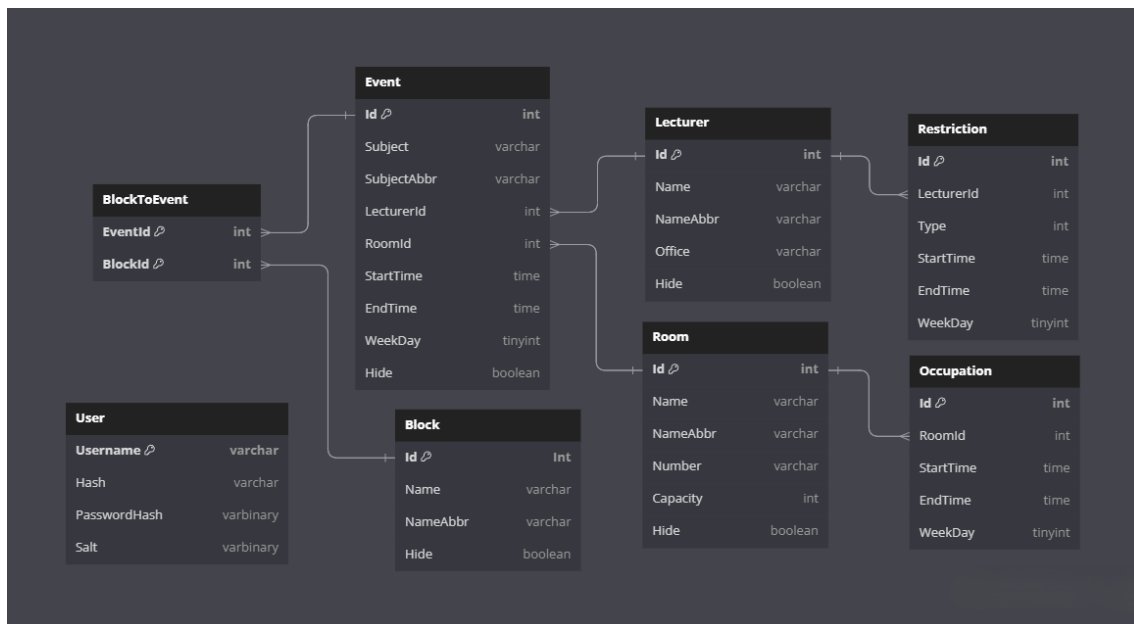 Event
Id int
Subject varchar
SubjectAbbr varchar
LecturerId int
RoomId int
StartTime time
EndTime time
WeekDay tinyint
Hide boolean
Lecturer
Id int
Name varchar
NameAbbr varchar
Office varchar
Hide boolean
Restriction
Id int
LecturerId int
Type int
StartTime time
EndTime time
WeekDay tinyint
BlockToEvent
EventId int
BlockId int
Room
Id int
Name varchar
NameAbbr varchar
Number varchar
Capacity int
Hide boolean
Occupation
Id int
RoomId int
StartTime time
EndTime time
WeekDay tinyint
User
Username varchar
Hash varchar
PasswordHash varbinary
Salt varbinary
Block
Id Int
Name varchar
NameAbbr varchar
Hide boolean